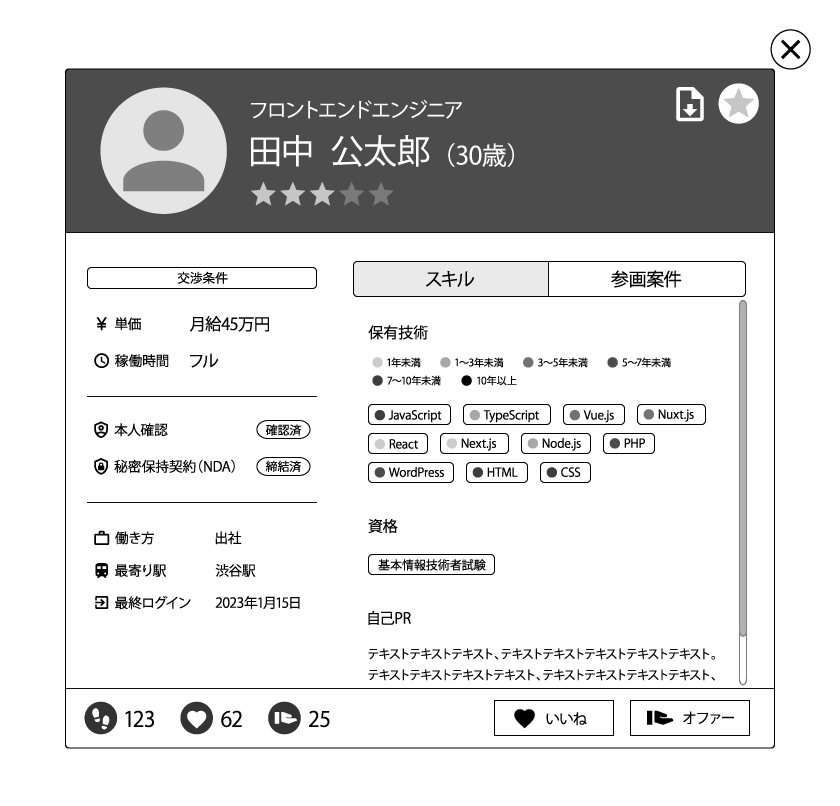 フロントエンドエンジニア
田中 公太郎（30歳）
交渉条件
¥ 単価 月給45万円
稼働時間 フル
本人確認 確認済
秘密保持契約（NDA） 締結済
働き方 出社
最寄り駅 渋谷駅
最終ログイン 2023年1月15日
スキル 参画案件
保有技術
1年未満 1〜3年未満 3〜5年未満 5〜7年未満
7〜10年未満 10年以上
JavaScript TypeScript Vue.js Nuxt.js
React Next.js Node.js PHP
WordPress HTML CSS
資格
基本情報技術者試験
自己PR
テキストテキストテキスト、テキストテキストテキストテキストテキスト。
テキストテキストテキストテキスト、テキストテキストテキストテキスト、
123 62 25 いいね オファー